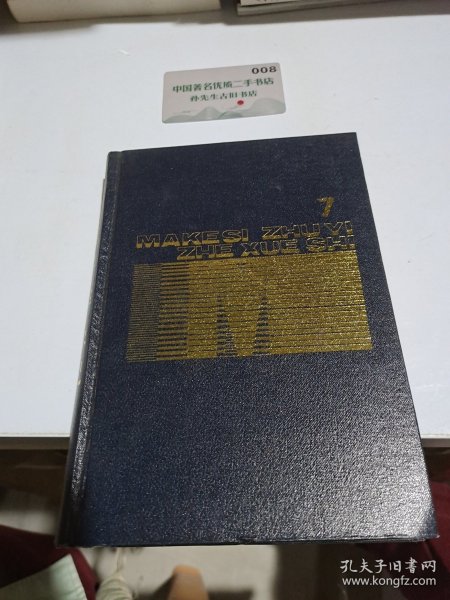 008
中国著名优质二手书店
孙先生古旧书店
7
MAKESI ZHUYI
ZHE XUE SHI
孔夫子旧书网
www.kongfz.com